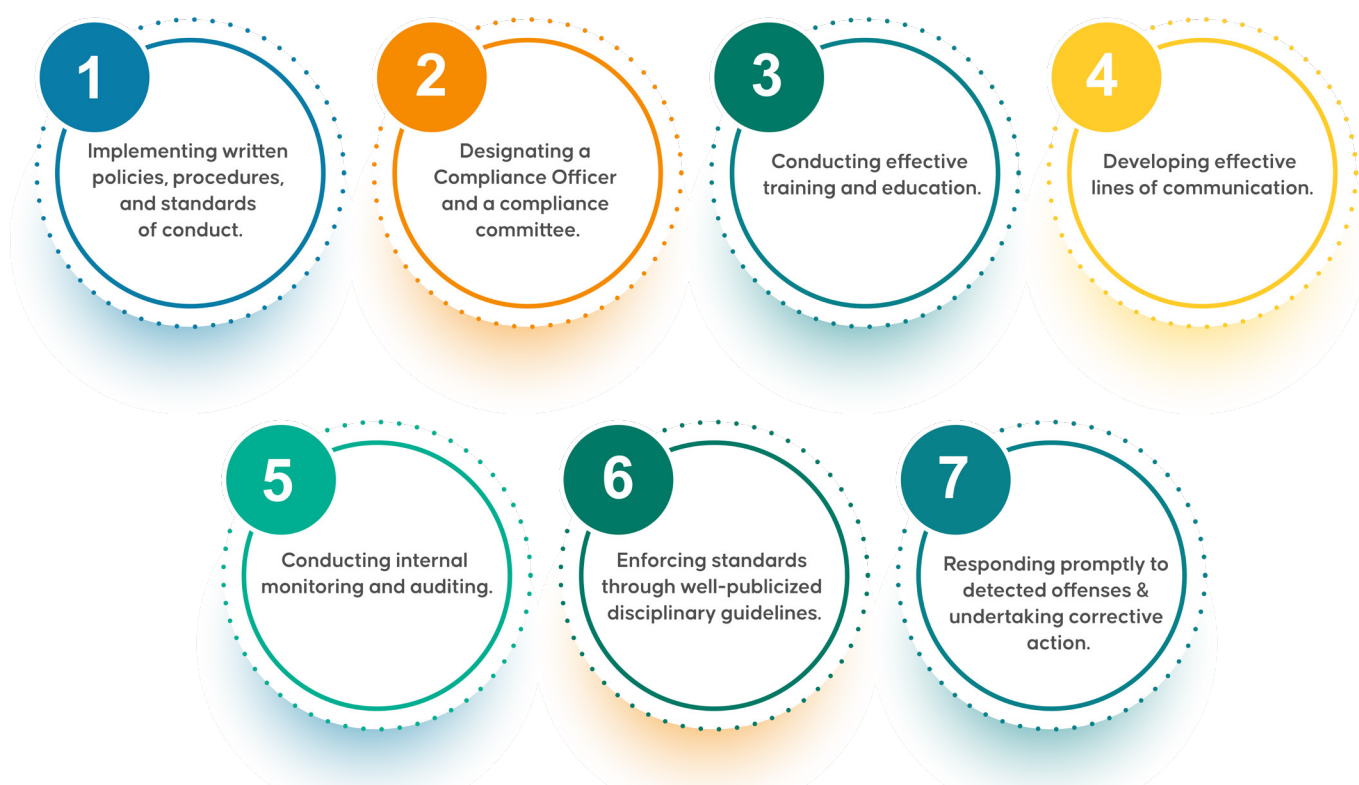 1
Implementing written
policies, procedures,
and standards
of conduct.
2
Designating a
Compliance Officer
and a compliance
committee.
3
Conducting effective
training and education.
4
Developing effective
lines of communication.
5
Conducting internal
monitoring and auditing.
6
Enforcing standards
through well-publicized
disciplinary guidelines.
7
Responding promptly to
detected offenses &
undertaking corrective
action.